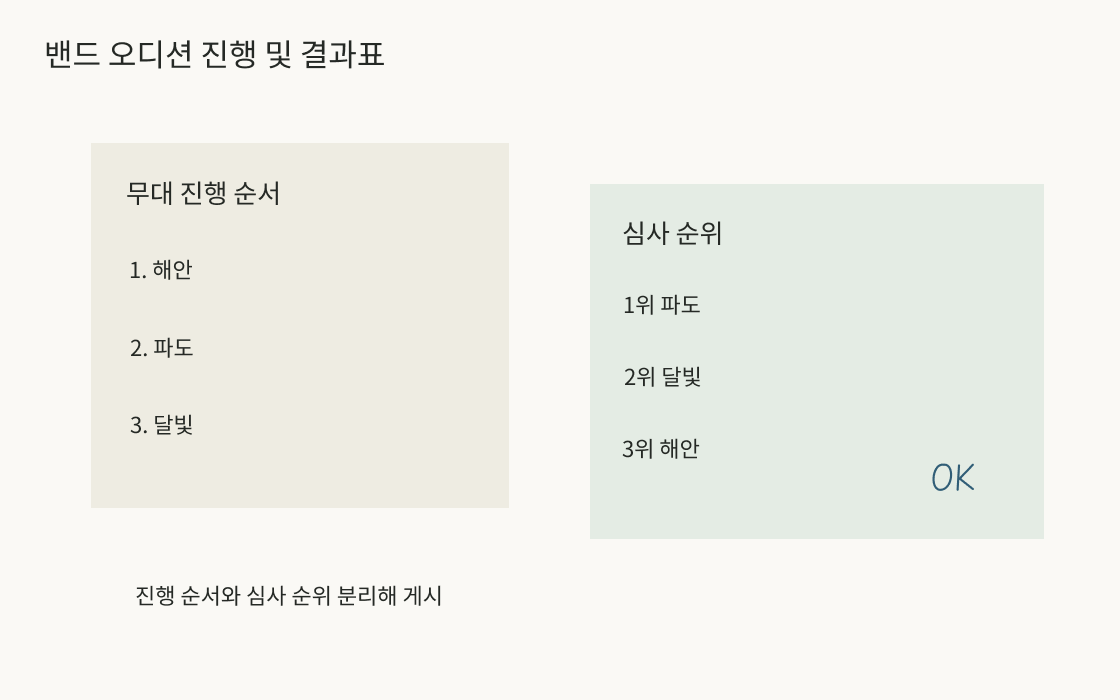 밴드 오디션 진행 및 결과표
무대 진행 순서
1. 해안
2. 파도
3. 달빛
심사 순위
1위 파도
2위 달빛
3위 해안
OK
진행 순서와 심사 순위 분리해 게시